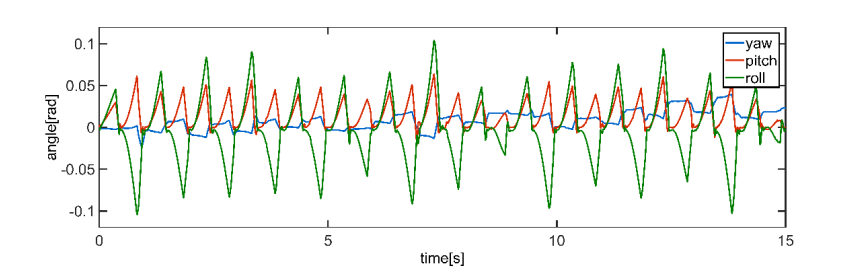 0.1
0.05
0
-0.05
-0.1
angle[rad]
0
5
10
15
time[s]
yaw
pitch
roll